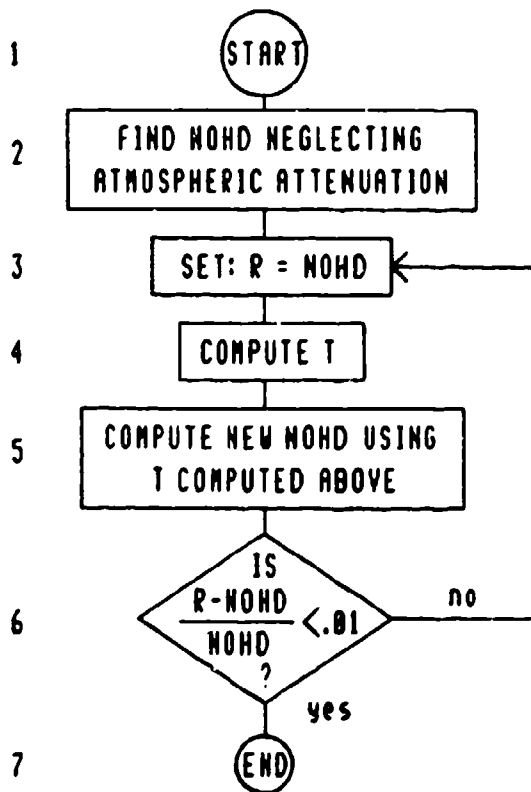 1 START
2 FIND NOHD NEGLECTING
ATMOSPHERIC ATTENUATION
3 SET: R = NOHD
4 COMPUTE T
5 COMPUTE NEW NOHD USING
T COMPUTED ABOVE
IS
R-NOHD
6 <.01 no
NOHD
?
yes
7 END